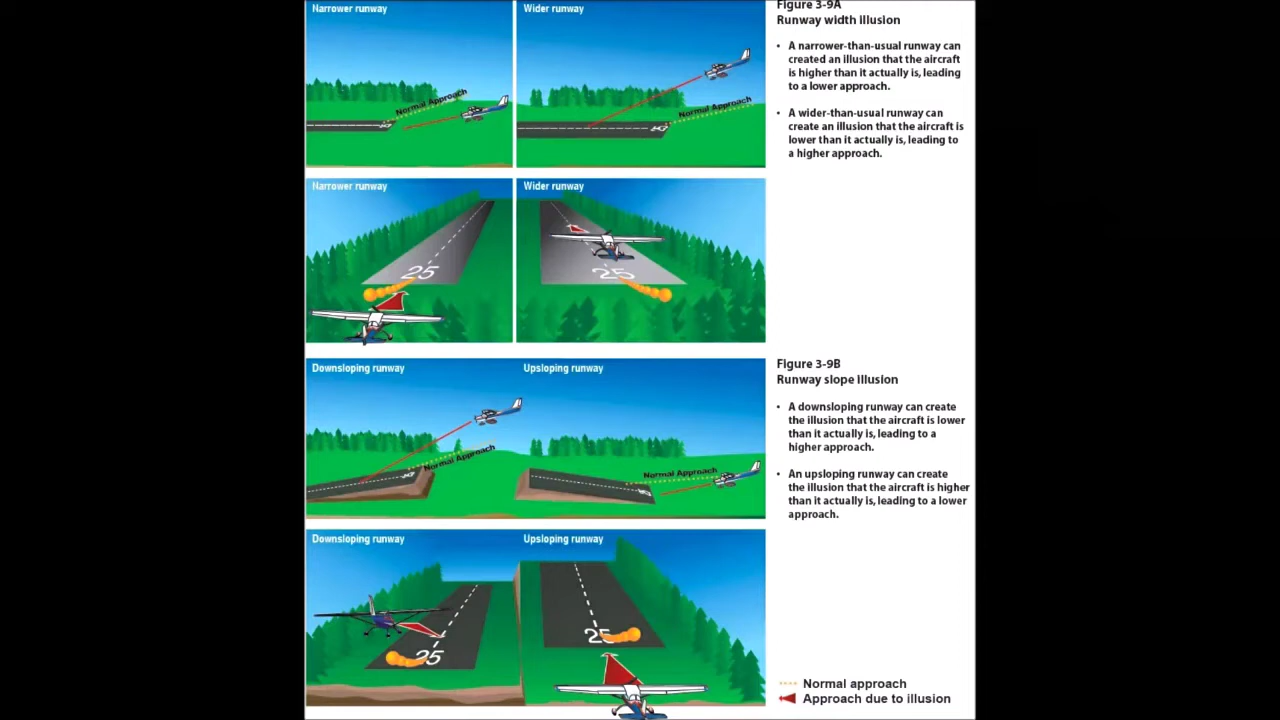 Narrower runway
Wider runway
Normal Approach
Normal Approach
Figure 3-9A
Runway width illusion
• A narrower-than-usual runway can
created an illusion that the aircraft
is higher than it actually is, leading
to a lower approach.
• A wider-than-usual runway can
create an illusion that the aircraft is
lower than it actually is, leading to
a higher approach.
Narrower runway
Wider runway
25
25
Downsloping runway
Upsloping runway
Normal Approach
Normal Approach
Figure 3-9B
Runway slope illusion
• A downsloping runway can create
the illusion that the aircraft is lower
than it actually is, leading to a
higher approach.
• An upsloping runway can create
the illusion that the aircraft is higher
than it actually is, leading to a lower
approach.
Downsloping runway
Upsloping runway
25
25
Normal approach
Approach due to illusion